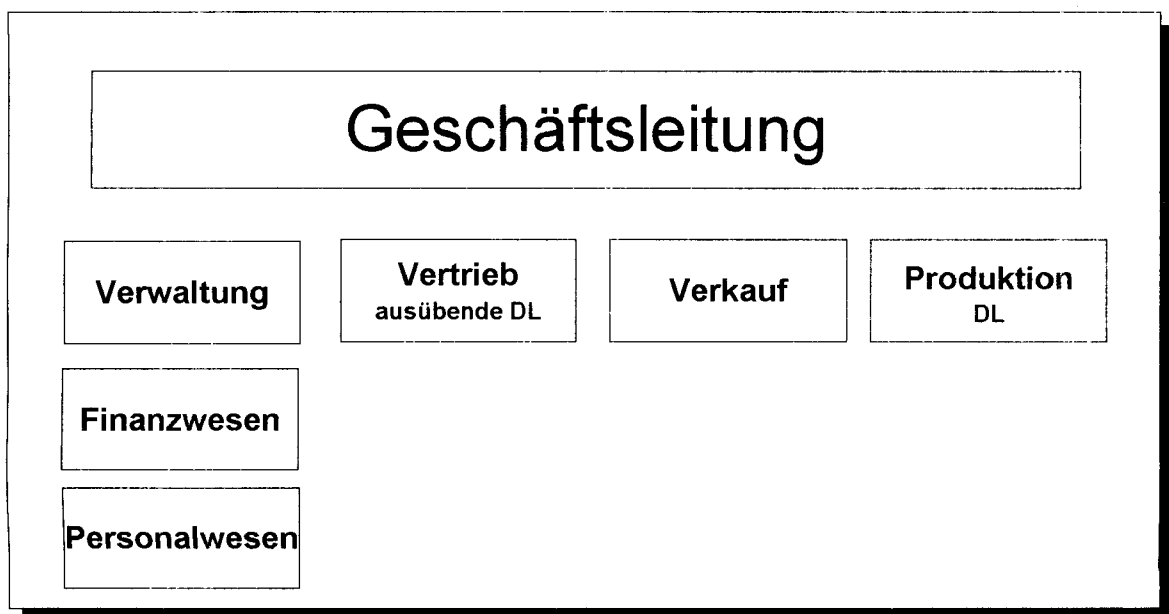 Geschäftsleitung
Verwaltung
Vertrieb
ausübende DL
Verkauf
Produktion
DL
Finanzwesen
Personalwesen